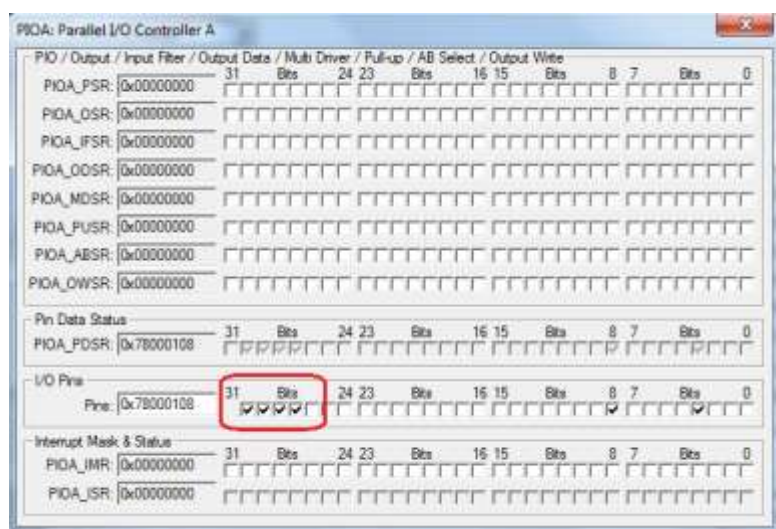 PIOA: Parallel I/O Controller A
PIO / Output / Input Filter / Output Data / Multi Driver / Pull-up / AB Select / Output Write
31 Bits 24 23 Bits 16 15 Bits 8 7 Bits 0
PIOA_PSR: 0x00000000
PIOA_OSR: 0x00000000
PIOA_IFSR: 0x00000000
PIOA_ODSR: 0x00000000
PIOA_MDSR: 0x00000000
PIOA_PUSR: 0x00000000
PIOA_ABSR: 0x00000000
PIOA_OWSR: 0x00000000
Pin Data Status
31 Bits 24 23 Bits 16 15 Bits 8 7 Bits 0
PIOA_PDSR: 0x78000108
I/O Pins
31 Bits 24 23 Bits 16 15 Bits 8 7 Bits 0
Pins: 0x78000108
Interrupt Mask & Status
31 Bits 24 23 Bits 16 15 Bits 8 7 Bits 0
PIOA_IMR: 0x00000000
PIOA_ISR: 0x00000000